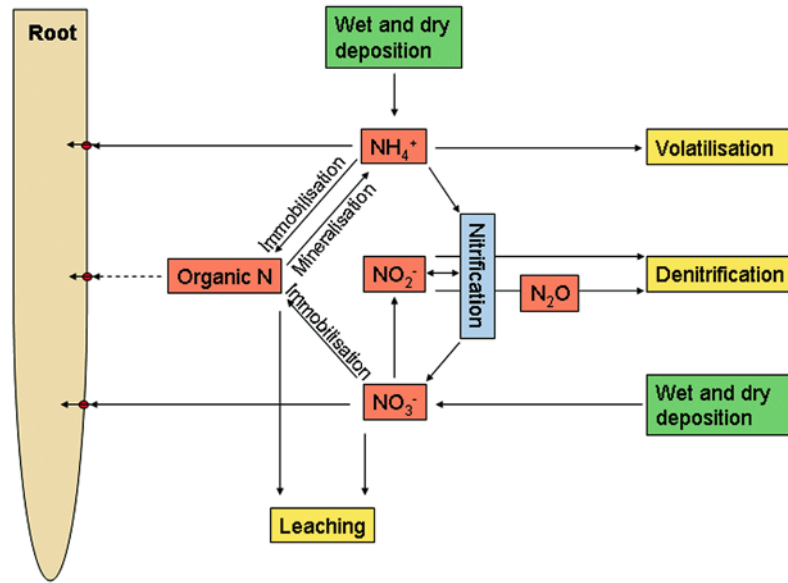 Root
Wet and dry
deposition
NH₄⁺
Volatilisation
Immobilisation
Mineralisation
Nitrification
Organic N
NO₂⁻
N₂O
Denitrification
Immobilisation
NO₃⁻
Wet and dry
deposition
Leaching